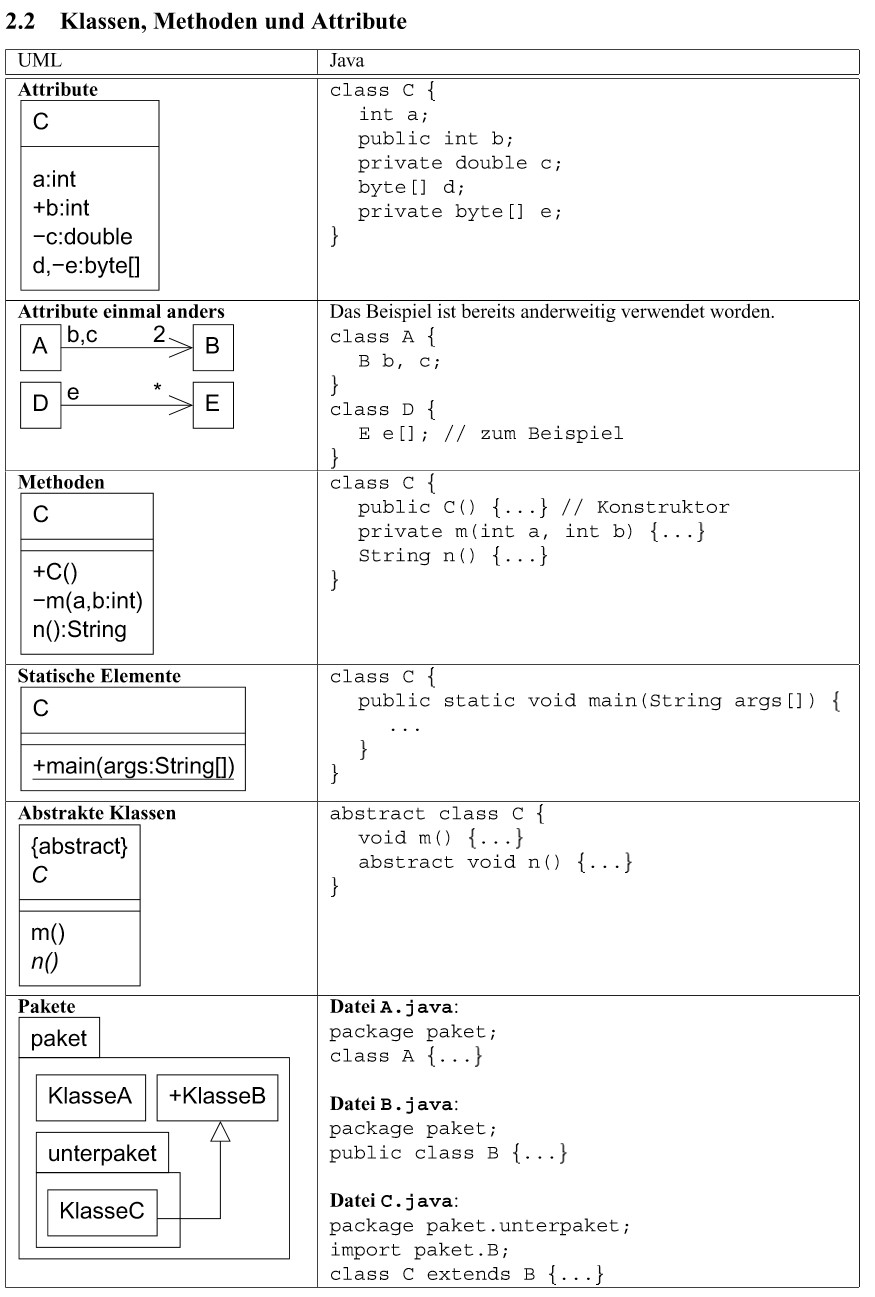 2.2 Klassen, Methoden und Attribute
UML
Java
Attribute
C
a:int
+b:int
−c:double
d,−e:byte[]
class C {
int a;
public int b;
private double c;
byte[] d;
private byte[] e;
}
Attribute einmal anders
A b,c 2 B
D e * E
Das Beispiel ist bereits anderweitig verwendet worden.
class A {
B b, c;
}
class D {
E e[]; // zum Beispiel
}
Methoden
C
+C()
−m(a,b:int)
n():String
class C {
public C() {...} // Konstruktor
private m(int a, int b) {...}
String n() {...}
}
Statische Elemente
C
+main(args:String[])
class C {
public static void main(String args[]) {
...
}
}
Abstrakte Klassen
{abstract}
C
m()
n()
abstract class C {
void m() {...}
abstract void n() {...}
}
Pakete
paket
KlasseA +KlasseB
unterpaket
KlasseC
Datei A.java:
package paket;
class A {...}
Datei B.java:
package paket;
public class B {...}
Datei C.java:
package paket.unterpaket;
import paket.B;
class C extends B {...}